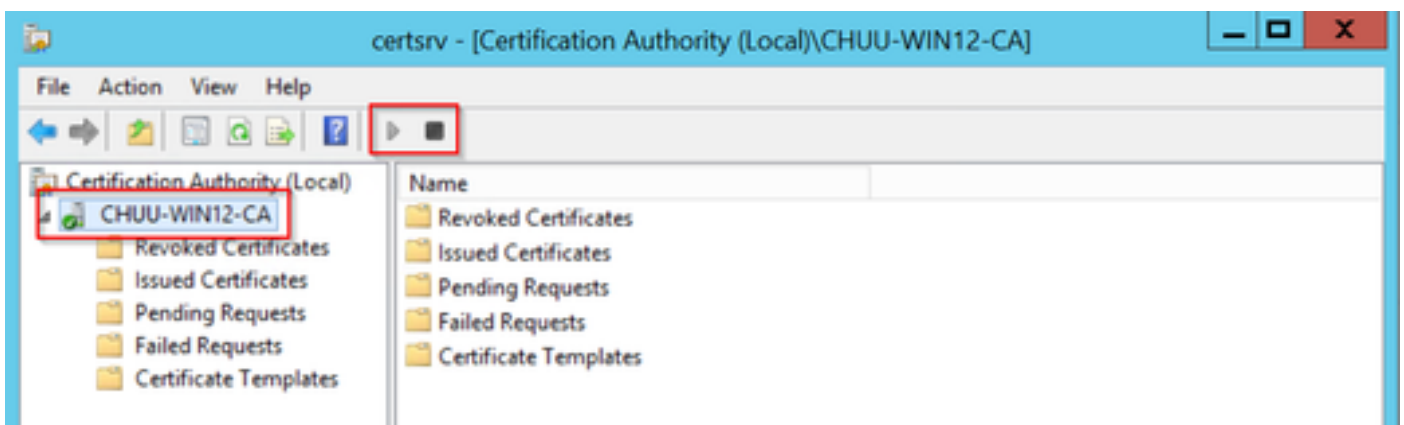 certsrv - [Certification Authority (Local)\CHUU-WIN12-CA]
File Action View Help
Certification Authority (Local)
CHUU-WIN12-CA
Revoked Certificates
Issued Certificates
Pending Requests
Failed Requests
Certificate Templates
Name
Revoked Certificates
Issued Certificates
Pending Requests
Failed Requests
Certificate Templates